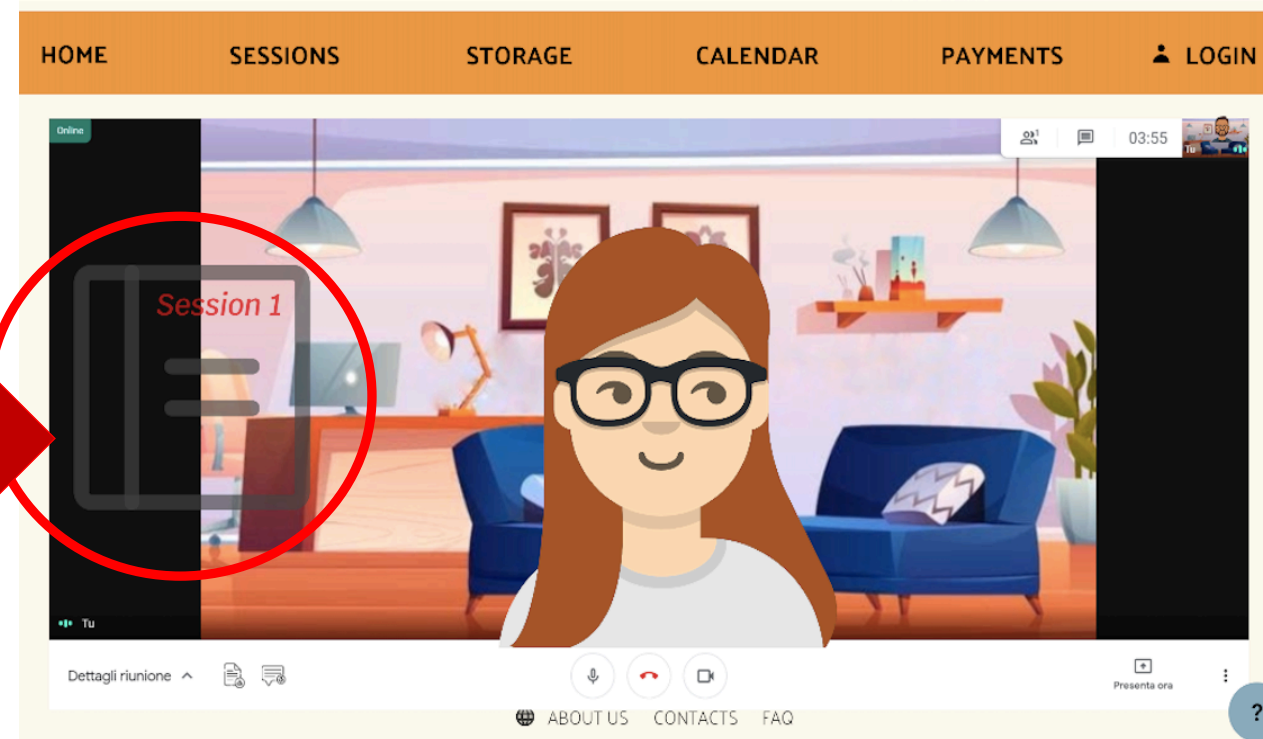 HOME SESSIONS STORAGE CALENDAR PAYMENTS LOGIN
Online
03:55
Tu
Session 1
Tu
Dettagli riunione
Presenta ora
ABOUT US CONTACTS FAQ
?